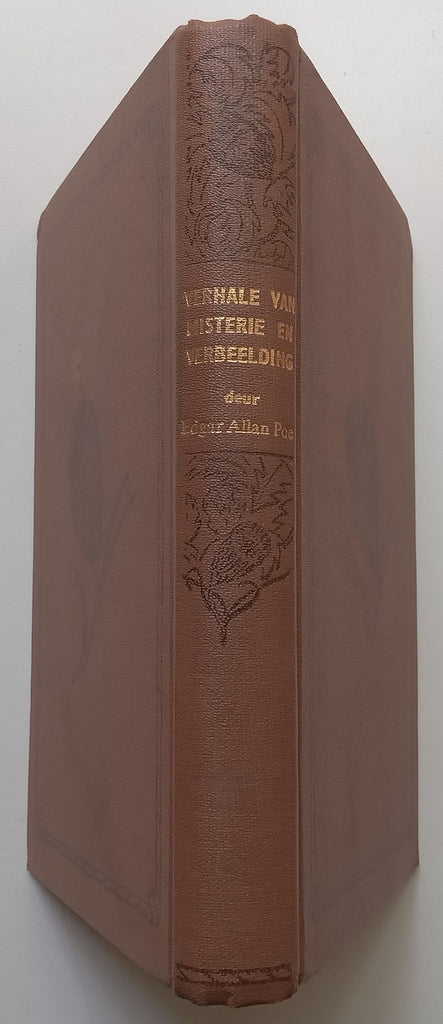 VERHALE VAN
MISTERIE EN
VERBEELDING
deur
Edgar Allan Poe